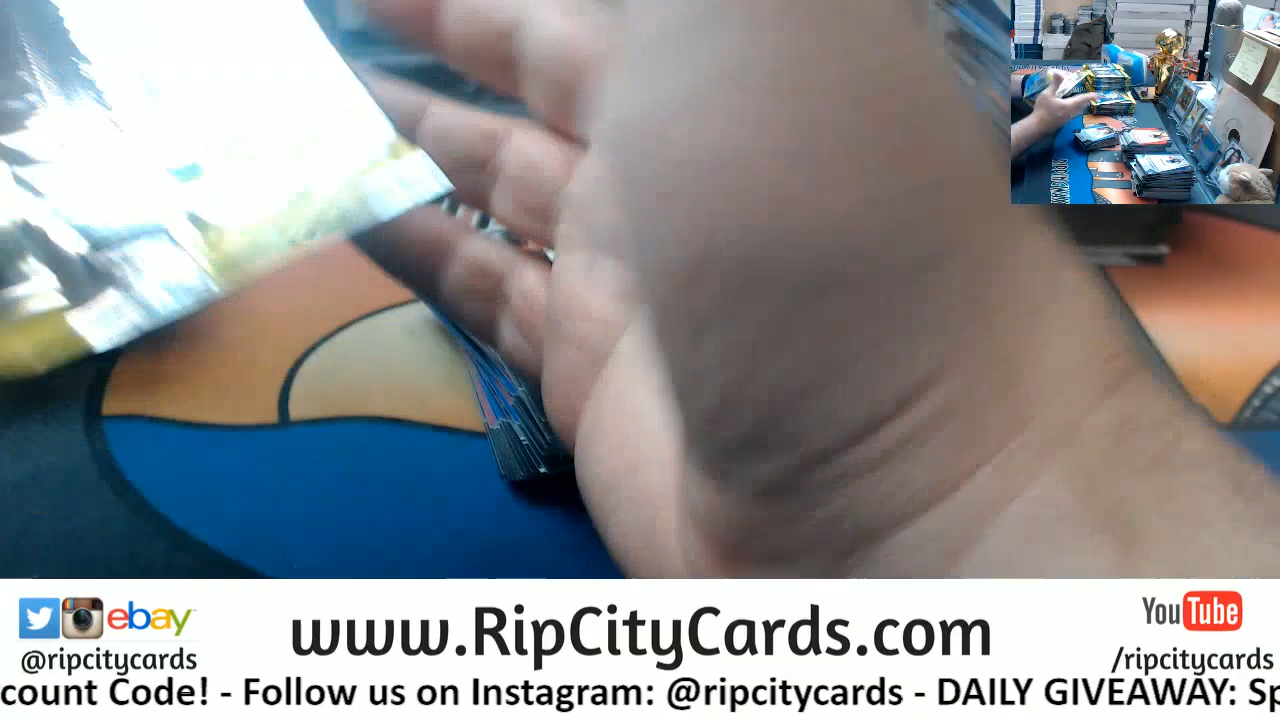 ebay
www.RipCityCards.com
YouTube
@ripcitycards
/ripcitycards
count Code! - Follow us on Instagram: @ripcitycards - DAILY GIVEAWAY: Sp